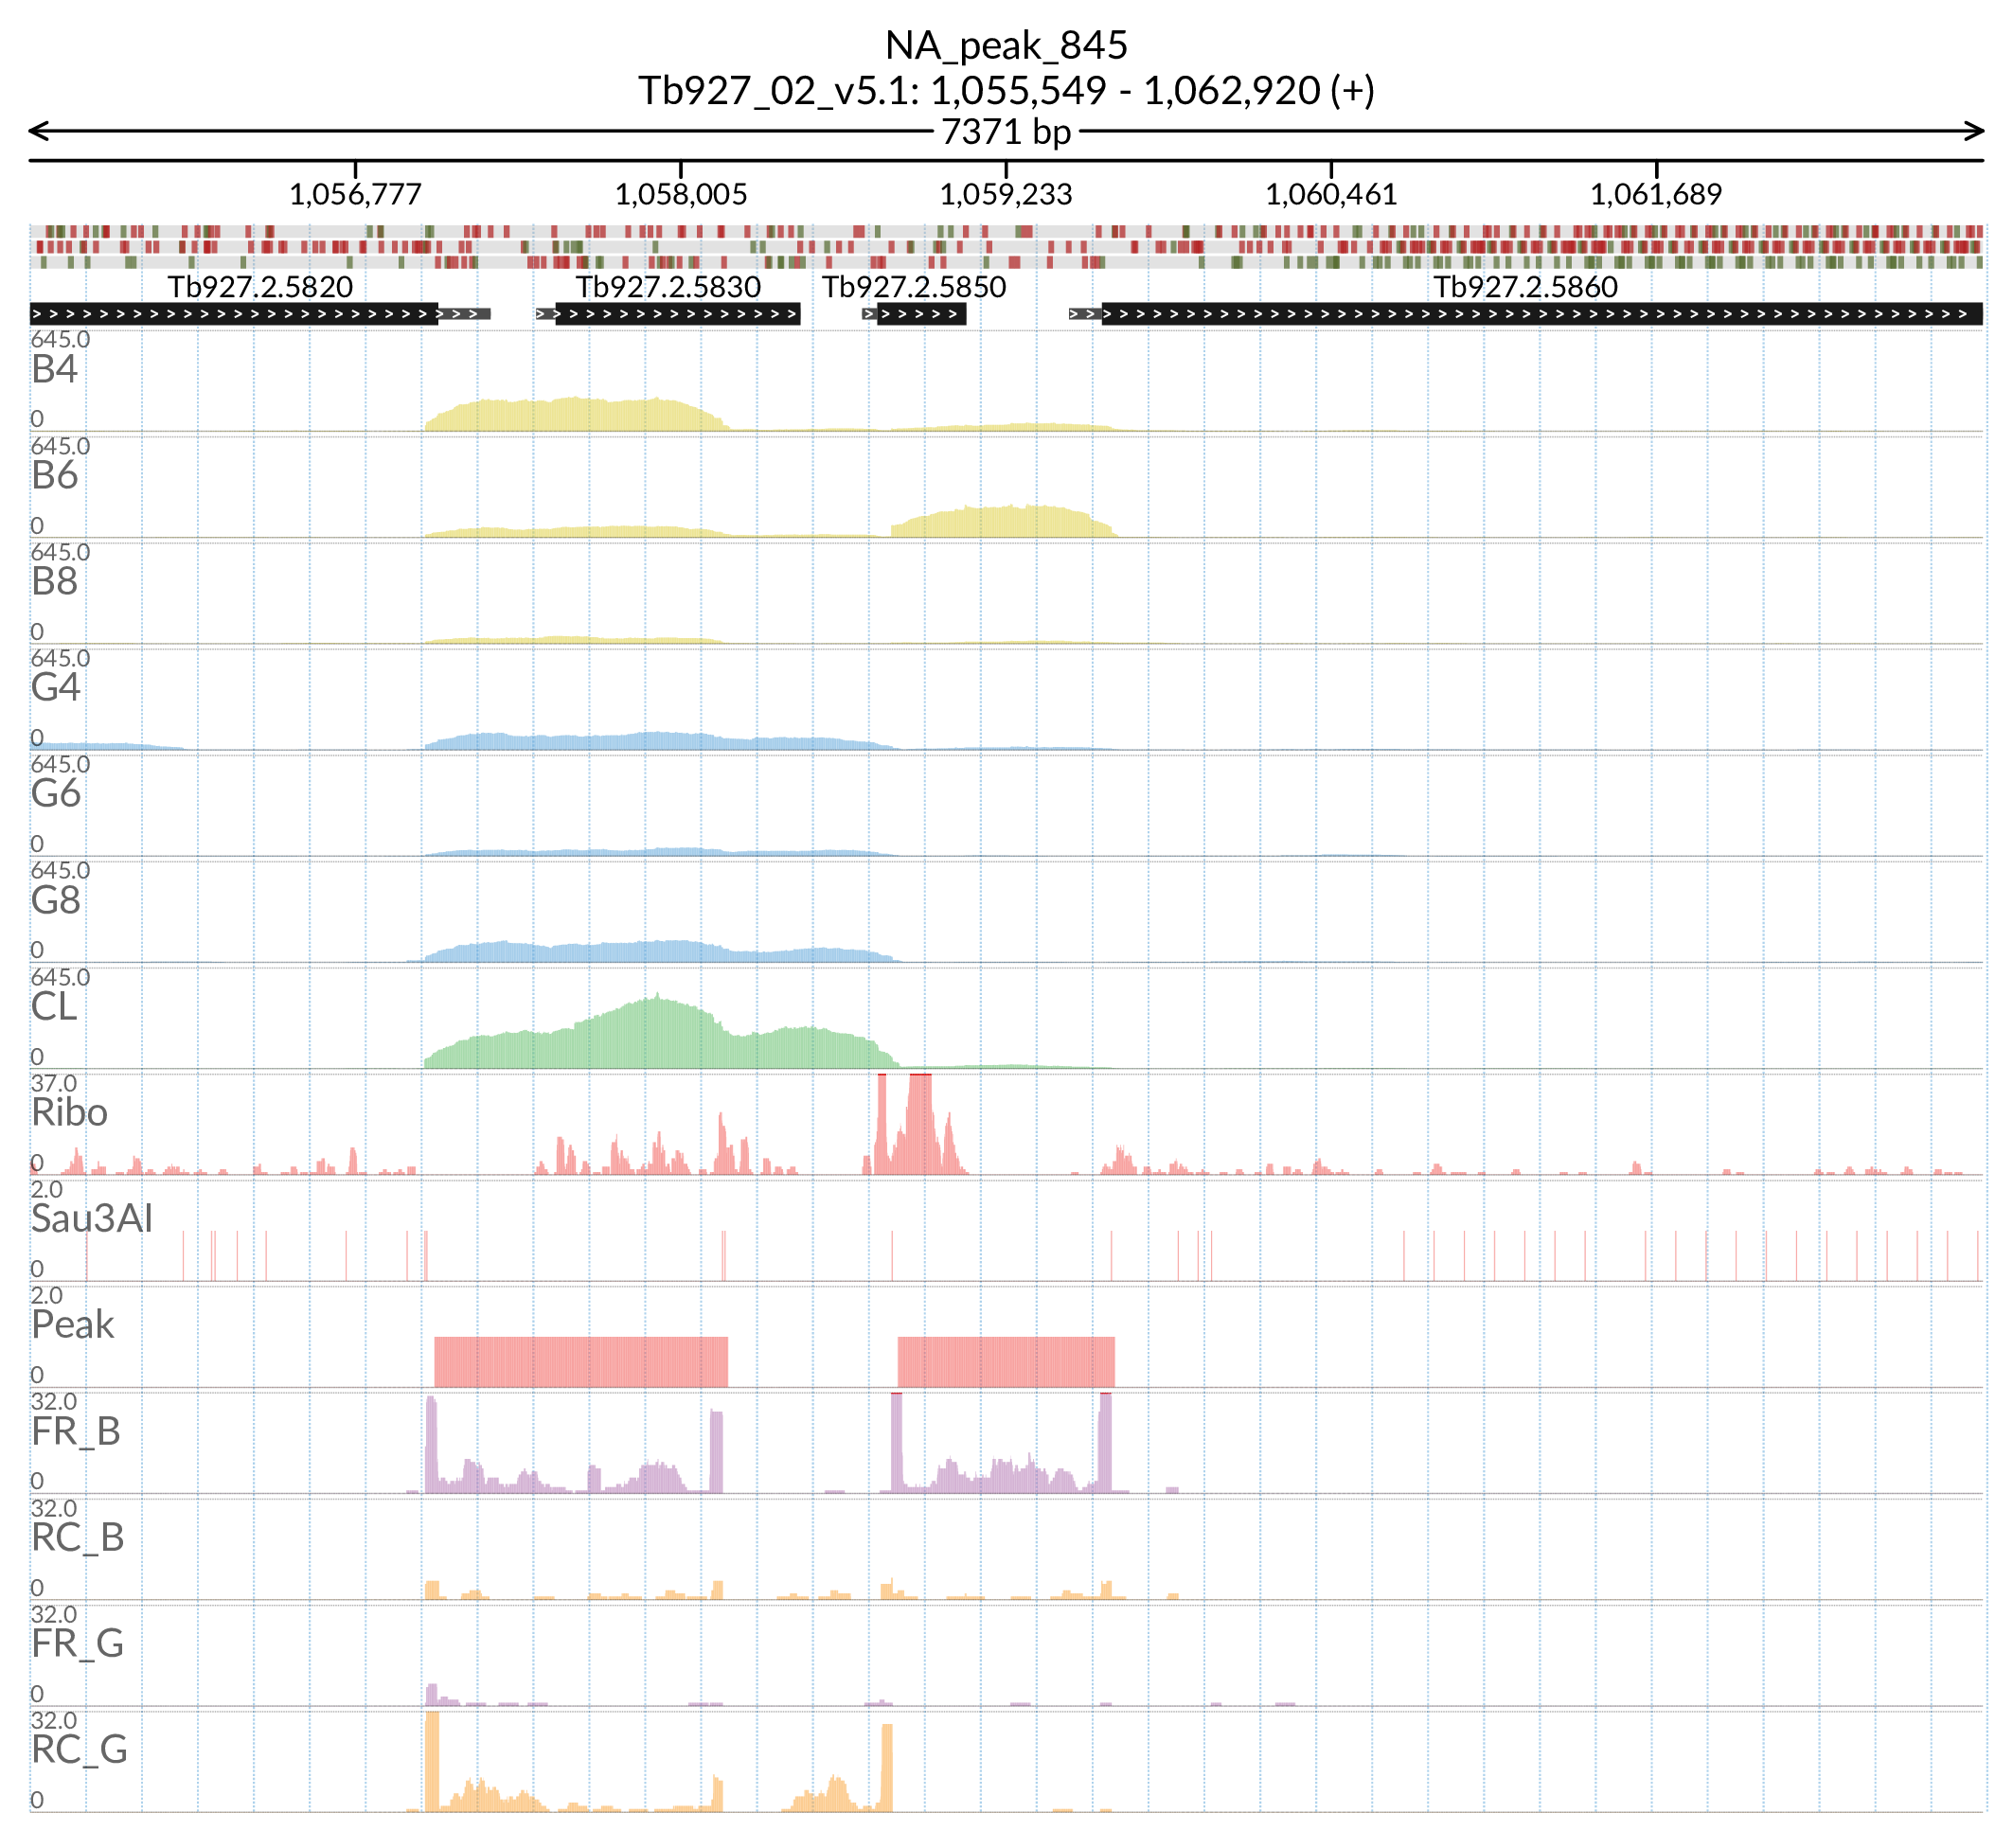 NA_peak_845
Tb927_02_v5.1: 1,055,549 - 1,062,920 (+)
7371 bp
1,056,777 1,058,005 1,059,233 1,060,461 1,061,689
Tb927.2.5820 Tb927.2.5830 Tb927.2.5850 Tb927.2.5860
645.0
B4
0
645.0
B6
0
645.0
B8
0
645.0
G4
0
645.0
G6
0
645.0
G8
0
645.0
CL
0
37.0
Ribo
0
2.0
Sau3AI
0
2.0
Peak
0
32.0
FR_B
0
32.0
RC_B
0
32.0
FR_G
0
32.0
RC_G
0